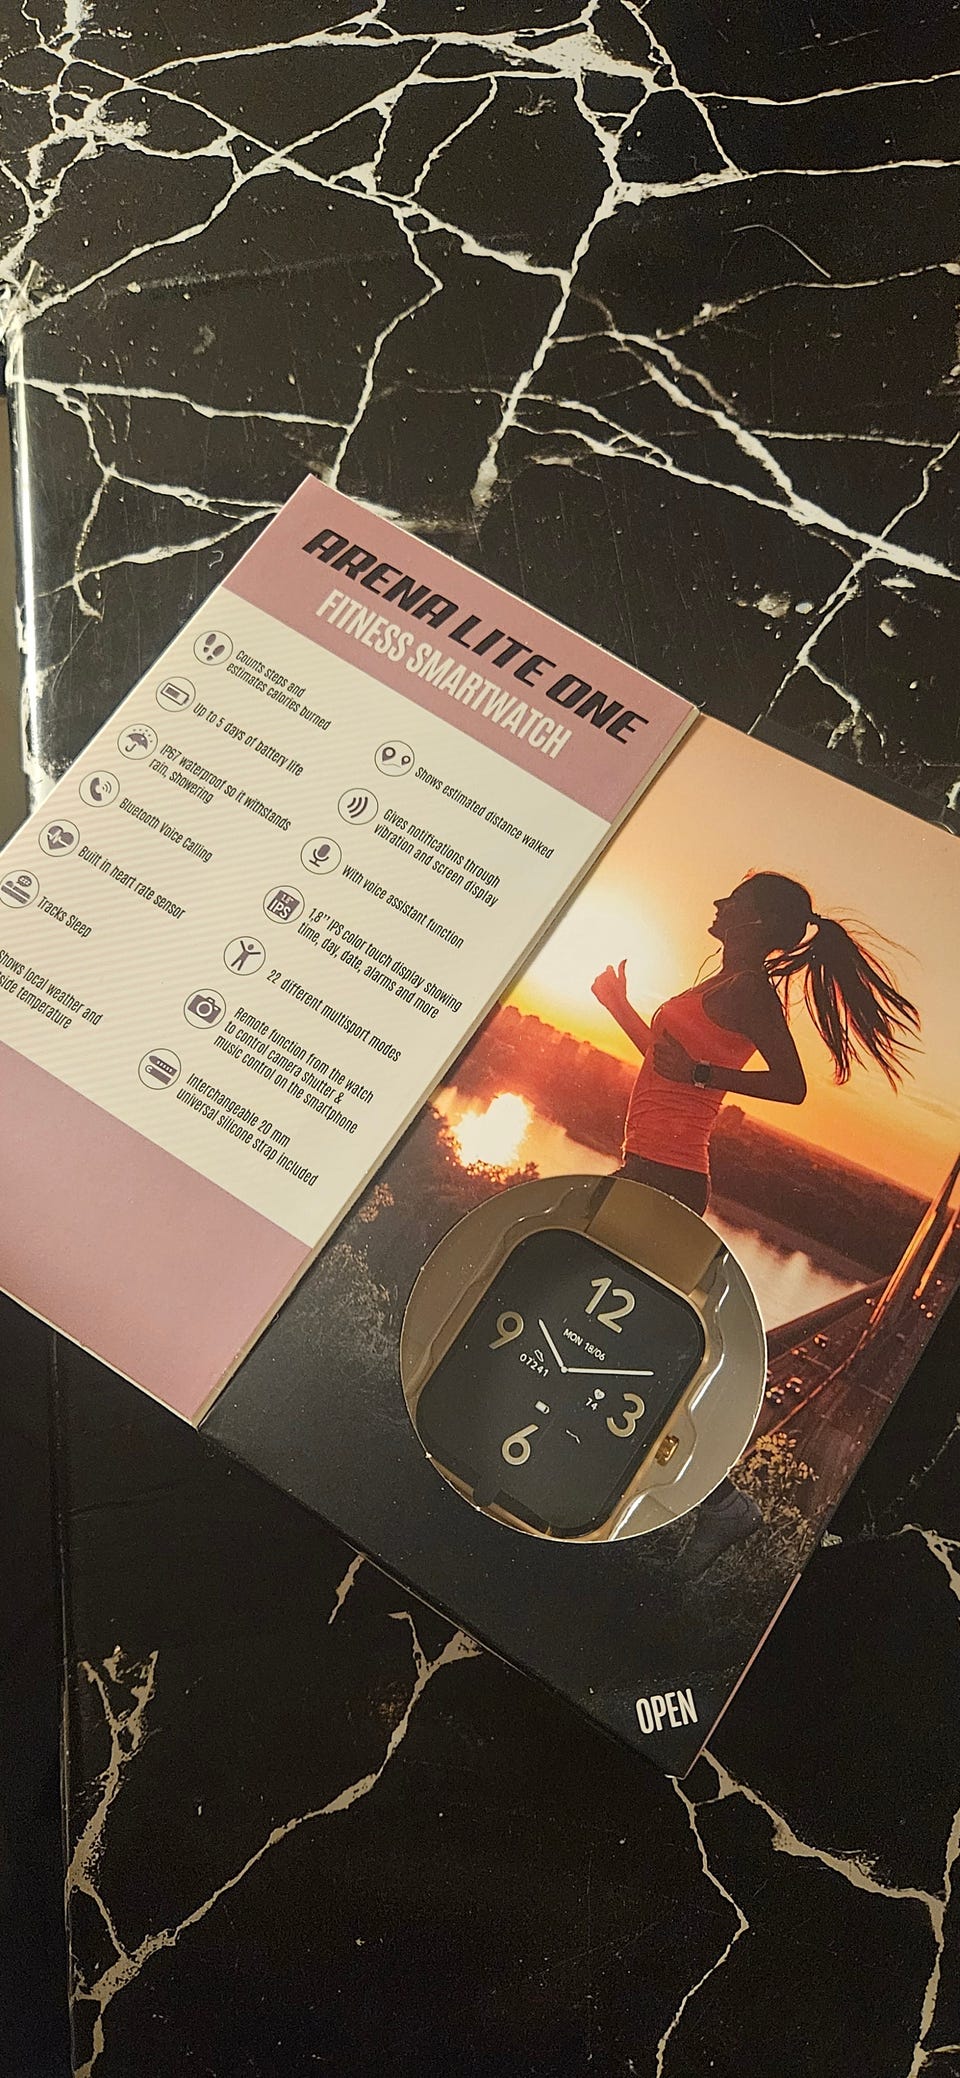 ARENA LITE ONE
FITNESS SMARTWATCH
Counts steps and
estimates calories burned
Up to 5 days of battery life
IP67 waterproof so it withstands
rain, showering
Bluetooth Voice Calling
Built in heart rate sensor
Tracks Sleep
Shows local weather and
side temperature
Shows estimated distance walked
Gives notifications through
vibration and screen display
With voice assistant function
1,8’’ IPS color touch display showing
time, day, date, alarms and more
22 different multisport modes
Remote function from the watch
to control camera shutter &
music control on the smartphone
Interchangeable 20 mm
universal silicone strap included
1,8''
IPS
12
9
MON 18/06
07241
74
3
6
OPEN